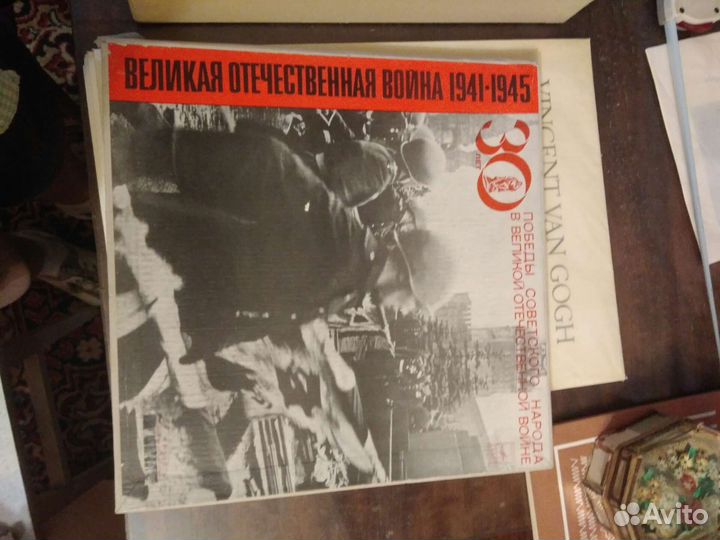 ВЕЛИКАЯ ОТЕЧЕСТВЕННАЯ ВОЙНА 1941-1945
30
ЛЕТ
ПОБЕДЫ СОВЕТСКОГО НАРОДА
В ВЕЛИКОЙ ОТЕЧЕСТВЕННОЙ ВОЙНЕ
VINCENT VAN GOGH
Avito